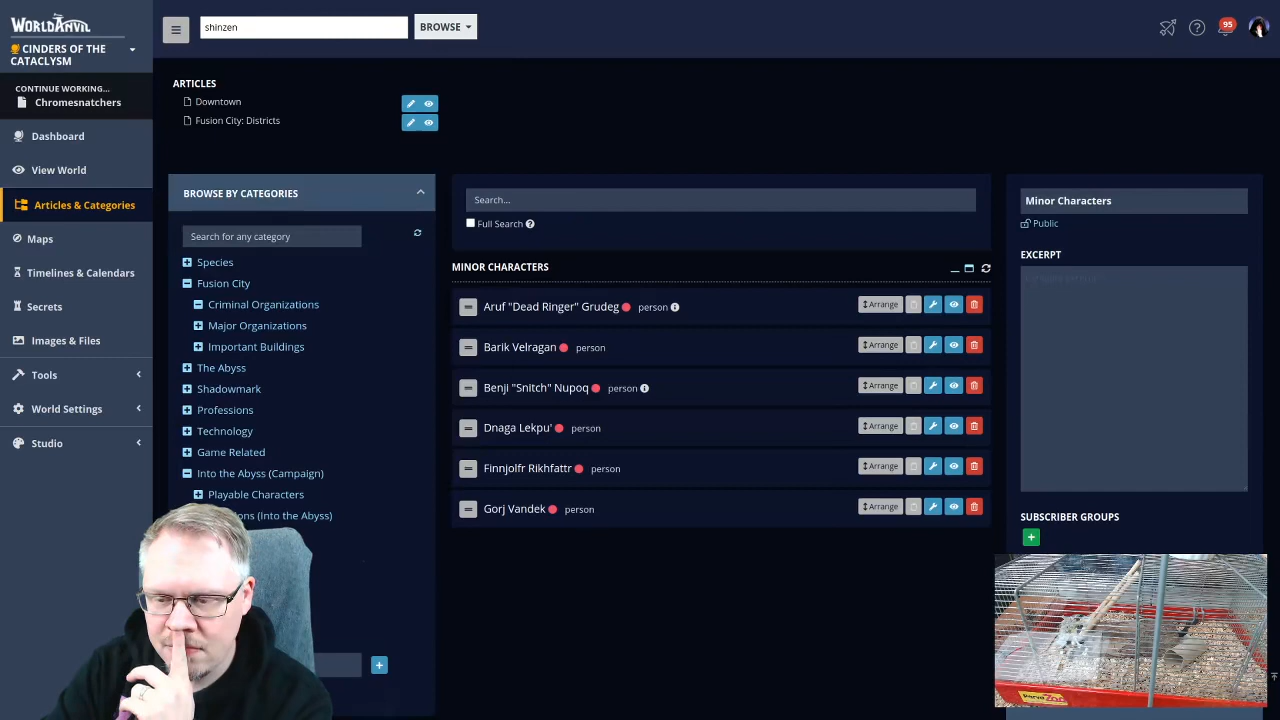 WORLDANVIL
CINDERS OF THE
CATACLYSM
CONTINUE WORKING...
Chromesnatchers
Dashboard
View World
Articles & Categories
Maps
Timelines & Calendars
Secrets
Images & Files
Tools
World Settings
Studio
shinzen
BROWSE
95
ARTICLES
Downtown
Fusion City: Districts
BROWSE BY CATEGORIES
Search for any category
Species
Fusion City
Criminal Organizations
Major Organizations
Important Buildings
The Abyss
Shadowmark
Professions
Technology
Game Related
Into the Abyss (Campaign)
Playable Characters
(Into the Abyss)
Search...
Full Search
MINOR CHARACTERS
Aruf "Dead Ringer" Grudeg person Arrange
Barik Velragan person Arrange
Benji "Snitch" Nupoq person Arrange
Dnaga Lekpu' person Arrange
Finnjolfr Rikhfattr person Arrange
Gorj Vandek person Arrange
Minor Characters
Public
EXCERPT
SUBSCRIBER GROUPS